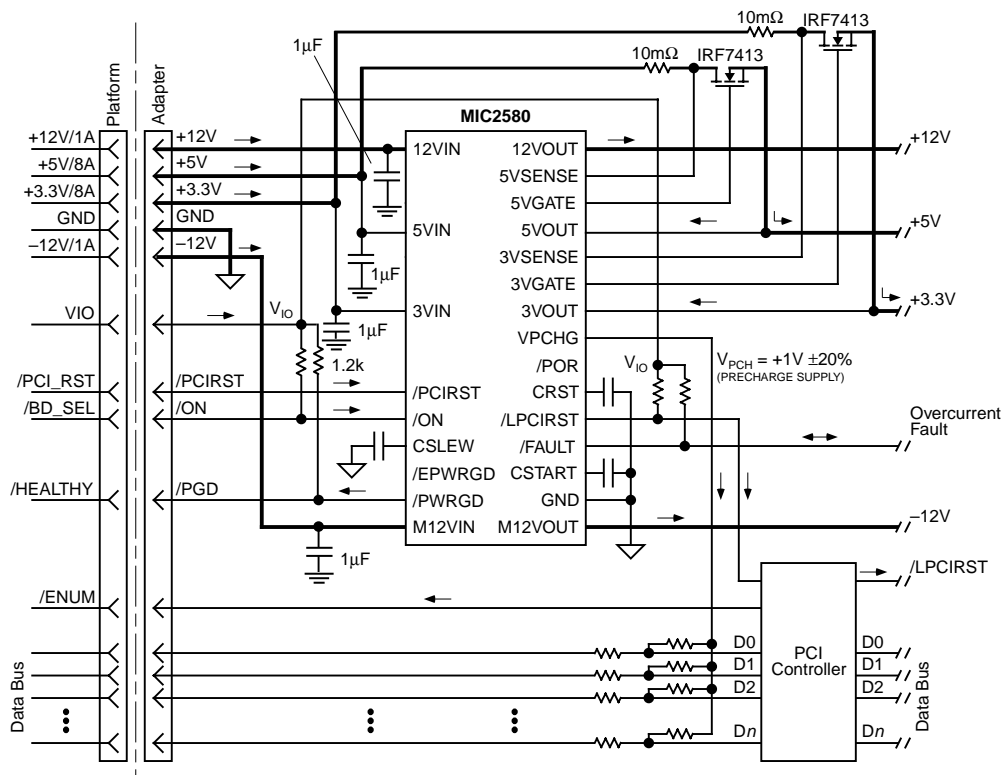 10mΩ
IRF7413
1µF
10mΩ
IRF7413
Platform
Adapter
MIC2580
+12V/1A
+12V
12VIN
12VOUT
+12V
+5V/8A
+5V
5VSENSE
+3.3V/8A
+3.3V
5VGATE
GND
GND
5VIN
5VOUT
+5V
–12V/1A
–12V
3VSENSE
1µF
3VGATE
3VIN
3VOUT
+3.3V
VIO
VIO
1µF
VPCHG
1.2k
/POR
VIO
VPCH = +1V ±20%
(PRECHARGE SUPPLY)
/PCI_RST
/PCIRST
/PCIRST
CRST
/BD_SEL
/ON
/ON
/LPCIRST
Overcurrent
Fault
CSLEW
/FAULT
/EPWRGD
CSTART
/HEALTHY
/PGD
/PWRGD
GND
M12VIN
M12VOUT
–12V
1µF
/LPCIRST
/ENUM
Data Bus
D0
D1
D2
Dn
PCI
Controller
D0
D1
D2
Dn
Data Bus